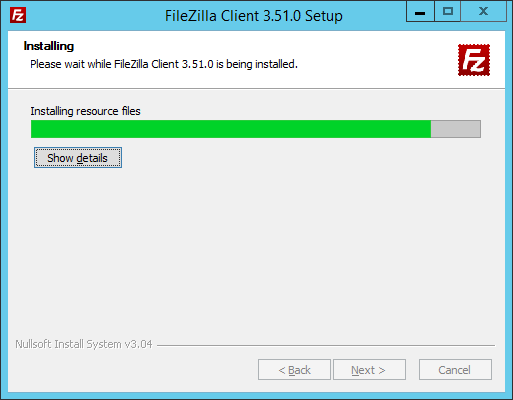 FileZilla Client 3.51.0 Setup
Installing
Please wait while FileZilla Client 3.51.0 is being installed.
Fz
Installing resource files
Show details
Nullsoft Install System v3.04
< Back
Next >
Cancel